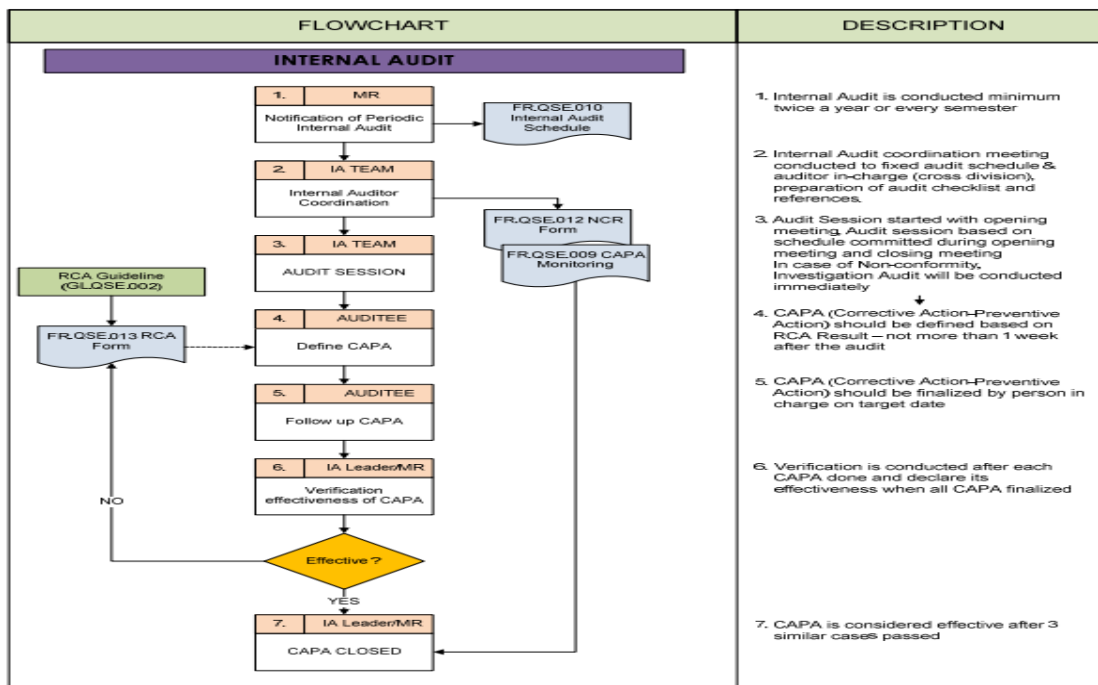 FLOWCHART
DESCRIPTION
INTERNAL AUDIT
1. MR
Notification of Periodic
Internal Audit
FR.QSE.010
Internal Audit
Schedule
2. IA TEAM
Internal Auditor
Coordination
FR.QSE.012 NCR
Form
FR.QSE.009 CAPA
Monitoring
3. IA TEAM
AUDIT SESSION
RCA Guideline
(GL.QSE.002)
FR.QSE.013 RCA
Form
4. AUDITEE
Define CAPA
5. AUDITEE
Follow up CAPA
6. IA Leader/MR
Verification
effectiveness of CAPA
NO
Effective ?
YES
7. IA Leader/MR
CAPA CLOSED
1. Internal Audit is conducted minimum
twice a year or every semester
2. Internal Audit coordination meeting
conducted to fixed audit schedule &
auditor in-charge (cross division),
preparation of audit checklist and
references.
3. Audit Session started with opening
meeting. Audit session based on
schedule committed during opening
meeting and closing meeting
In case of Non-conformity,
Investigation Audit will be conducted
immediately
4. CAPA (Corrective Action-Preventive
Action) should be defined based on
RCA Result – not more than 1 week
after the audit
5. CAPA (Corrective Action-Preventive
Action) should be finalized by person in
charge on target date
6. Verification is conducted after each
CAPA done and declare its
effectiveness when all CAPA finalized
7. CAPA is considered effective after 3
similar cases passed